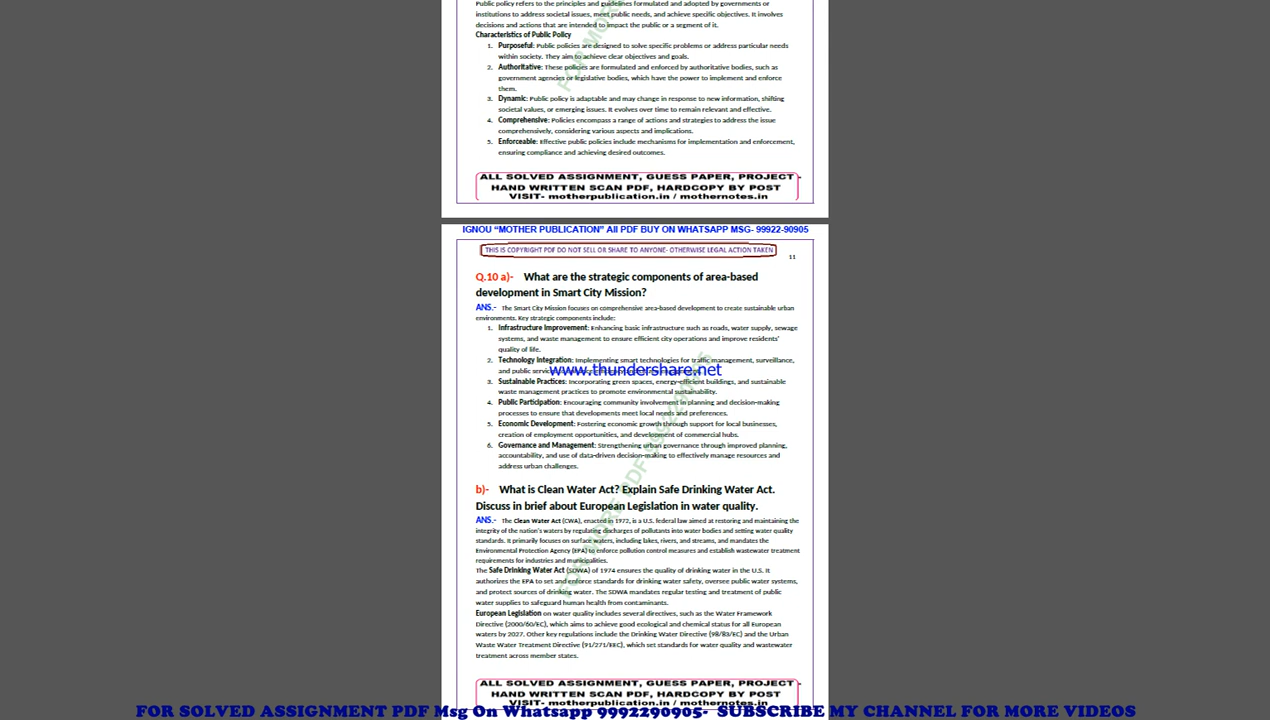 Public policy refers to the principles and guidelines formulated and adopted by governments or
institutions to address societal issues, meet public needs, and achieve specific objectives. It involves
decisions and actions that are intended to impact the public or a segment of it.
Characteristics of Public Policy
1. Purposeful: Public policies are designed to solve specific problems or address particular needs
within society. They aim to achieve clear objectives and goals.
2. Authoritative: These policies are formulated and enforced by authoritative bodies, such as
government agencies or legislative bodies, which have the power to implement and enforce
them.
3. Dynamic: Public policy is adaptable and may change in response to new information, shifting
societal values, or emerging issues. It evolves over time to remain relevant and effective.
4. Comprehensive: Policies encompass a range of actions and strategies to address the issue
comprehensively, considering various aspects and implications.
5. Enforceable: Effective public policies include mechanisms for implementation and enforcement,
ensuring compliance and achieving desired outcomes.
ALL SOLVED ASSIGNMENT, GUESS PAPER, PROJECT -
HAND WRITTEN SCAN PDF, HARDCOPY BY POST
VISIT- motherpublication.in / mothernotes.in
IGNOU “MOTHER PUBLICATION” All PDF BUY ON WHATSAPP MSG- 99922-90905
THIS IS COPYRIGHT PDF DO NOT SELL OR SHARE TO ANYONE- OTHERWISE LEGAL ACTION TAKEN
11
Q.10 a)- What are the strategic components of area-based
development in Smart City Mission?
ANS.- The Smart City Mission focuses on comprehensive area-based development to create sustainable urban
environments. Key strategic components include:
1. Infrastructure Improvement: Enhancing basic infrastructure such as roads, water supply, sewage
systems, and waste management to ensure efficient city operations and improve residents'
quality of life.
2. Technology Integration: Implementing smart technologies for traffic management, surveillance,
and public
www.thundershare.net
3. Sustainable Practices: Incorporating green spaces, energy-efficient buildings, and sustainable
waste management practices to promote environmental sustainability.
4. Public Participation: Encouraging community involvement in planning and decision-making
processes to ensure that developments meet local needs and preferences.
5. Economic Development: Fostering economic growth through support for local businesses,
creation of employment opportunities, and development of commercial hubs.
6. Governance and Management: Strengthening urban governance through improved planning,
accountability, and use of data-driven decision-making to effectively manage resources and
address urban challenges.
FOR MORE PDF 9992290905
b)- What is Clean Water Act? Explain Safe Drinking Water Act.
Discuss in brief about European Legislation in water quality.
ANS.- The Clean Water Act (CWA), enacted in 1972, is a U.S. federal law aimed at restoring and maintaining the
integrity of the nation's waters by regulating discharges of pollutants into water bodies and setting water quality
standards. It primarily focuses on surface waters, including lakes, rivers, and streams, and mandates the
Environmental Protection Agency (EPA) to enforce pollution control measures and establish wastewater treatment
requirements for industries and municipalities.
The Safe Drinking Water Act (SDWA) of 1974 ensures the quality of drinking water in the U.S. It
authorizes the EPA to set and enforce standards for drinking water safety, oversee public water systems,
and protect sources of drinking water. The SDWA mandates regular testing and treatment of public
water supplies to safeguard human health from contaminants.
European Legislation on water quality includes several directives, such as the Water Framework
Directive (2000/60/EC), which aims to achieve good ecological and chemical status for all European
waters by 2027. Other key regulations include the Drinking Water Directive (98/83/EC) and the Urban
Waste Water Treatment Directive (91/271/EEC), which set standards for water quality and wastewater
treatment across member states.
ALL SOLVED ASSIGNMENT, GUESS PAPER, PROJECT -
HAND WRITTEN SCAN PDF, HARDCOPY BY POST
VISIT- motherpublication.in / mothernotes.in
FOR SOLVED ASSIGNMENT PDF Msg On Whatsapp 9992290905- SUBSCRIBE MY CHANNEL FOR MORE VIDEOS